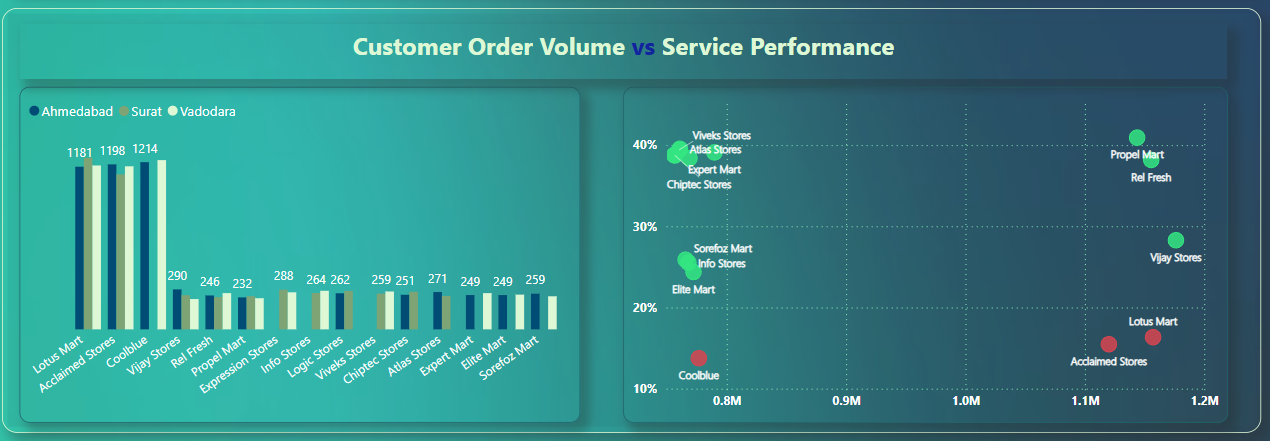 Customer Order Volume vs Service Performance
Ahmedabad Surat Vadodara
1181 1198 1214 290 246 232 288 264 262 259 251 271 249 249 259
Lotus Mart
Acclaimed Stores
Coolblue
Vijay Stores
Rel Fresh
Propel Mart
Expression Stores
Info Stores
Logic Stores
Viveks Stores
Chiptec Stores
Atlas Stores
Expert Mart
Elite Mart
Sorefoz Mart
40%
30%
20%
10%
Viveks Stores
Atlas Stores
Expert Mart
Chiptec Stores
Propel Mart
Rel Fresh
Sorefoz Mart
Info Stores
Elite Mart
Vijay Stores
Lotus Mart
Acclaimed Stores
Coolblue
0.8M 0.9M 1.0M 1.1M 1.2M